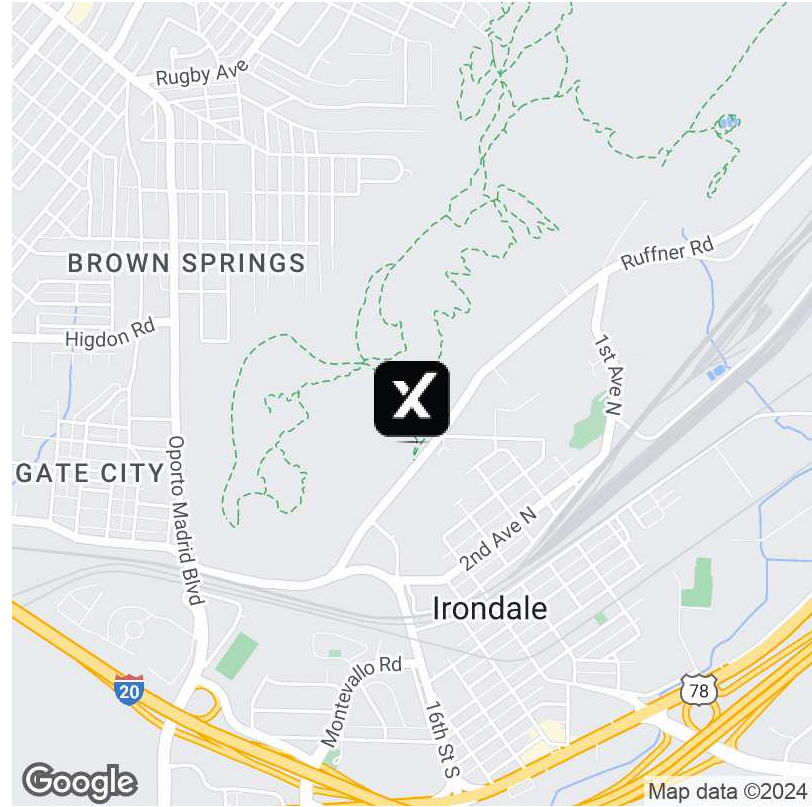 Rugby Ave
BROWN SPRINGS
Ruffner Rd
Higdon Rd
1st Ave N
X
GATE CITY
Oporto Madrid Blvd
2nd Ave N
Irondale
Montevallo Rd
20
78
16th St S
Google
Map data ©2024